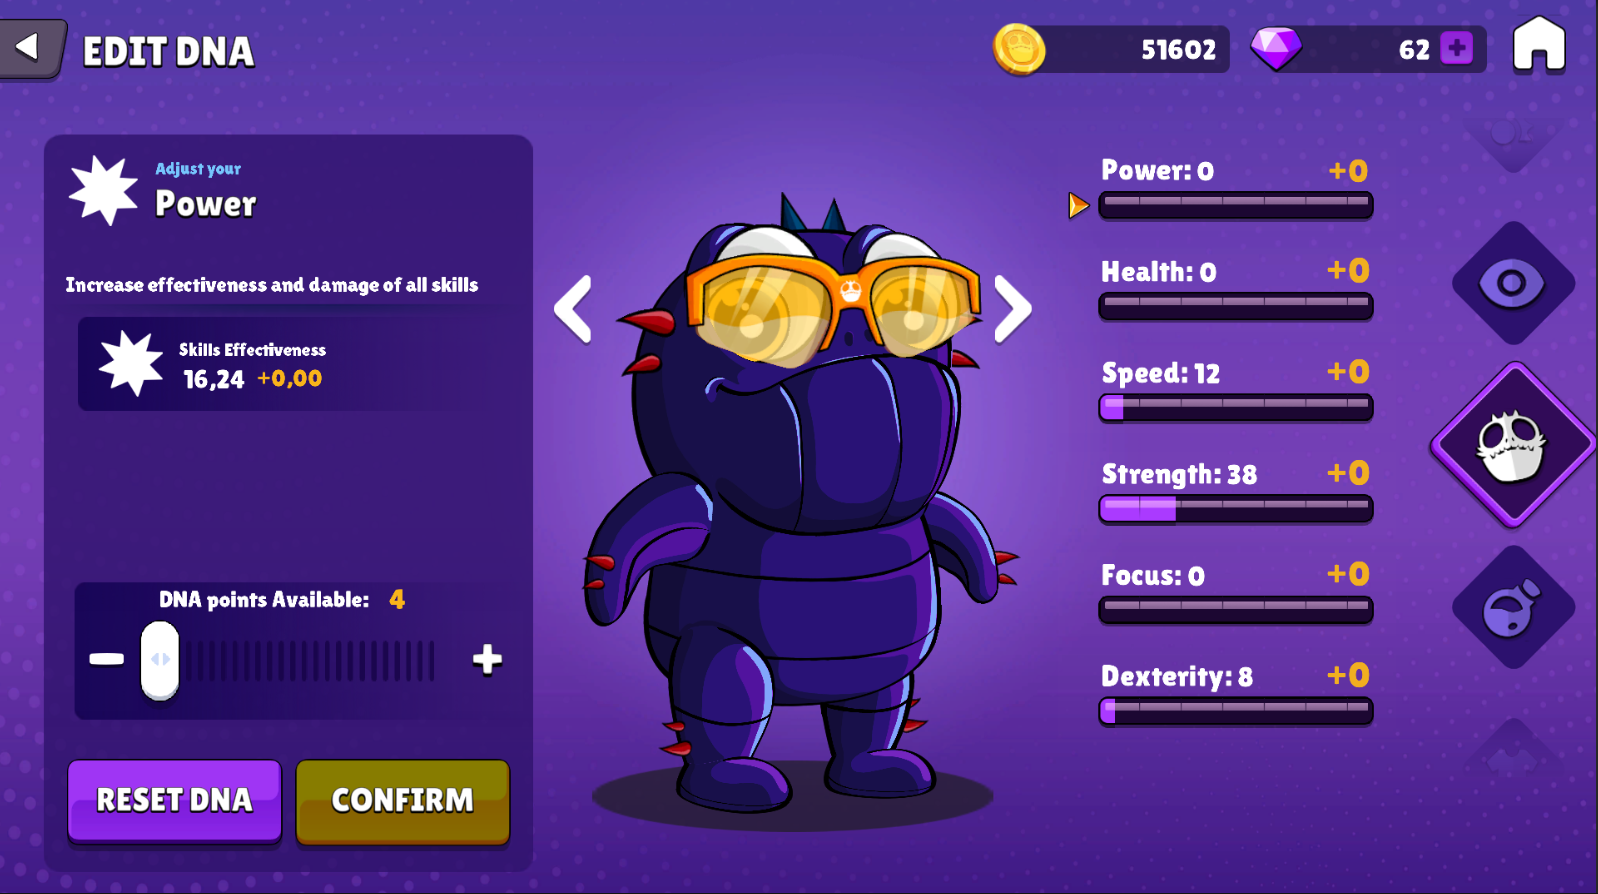 EDIT DNA
51602
62
Adjust your
Power
Increase effectiveness and damage of all skills
Skills Effectiveness
16,24 +0,00
DNA points Available: 4
RESET DNA
CONFIRM
Power: 0 +0
Health: 0 +0
Speed: 12 +0
Strength: 38 +0
Focus: 0 +0
Dexterity: 8 +0